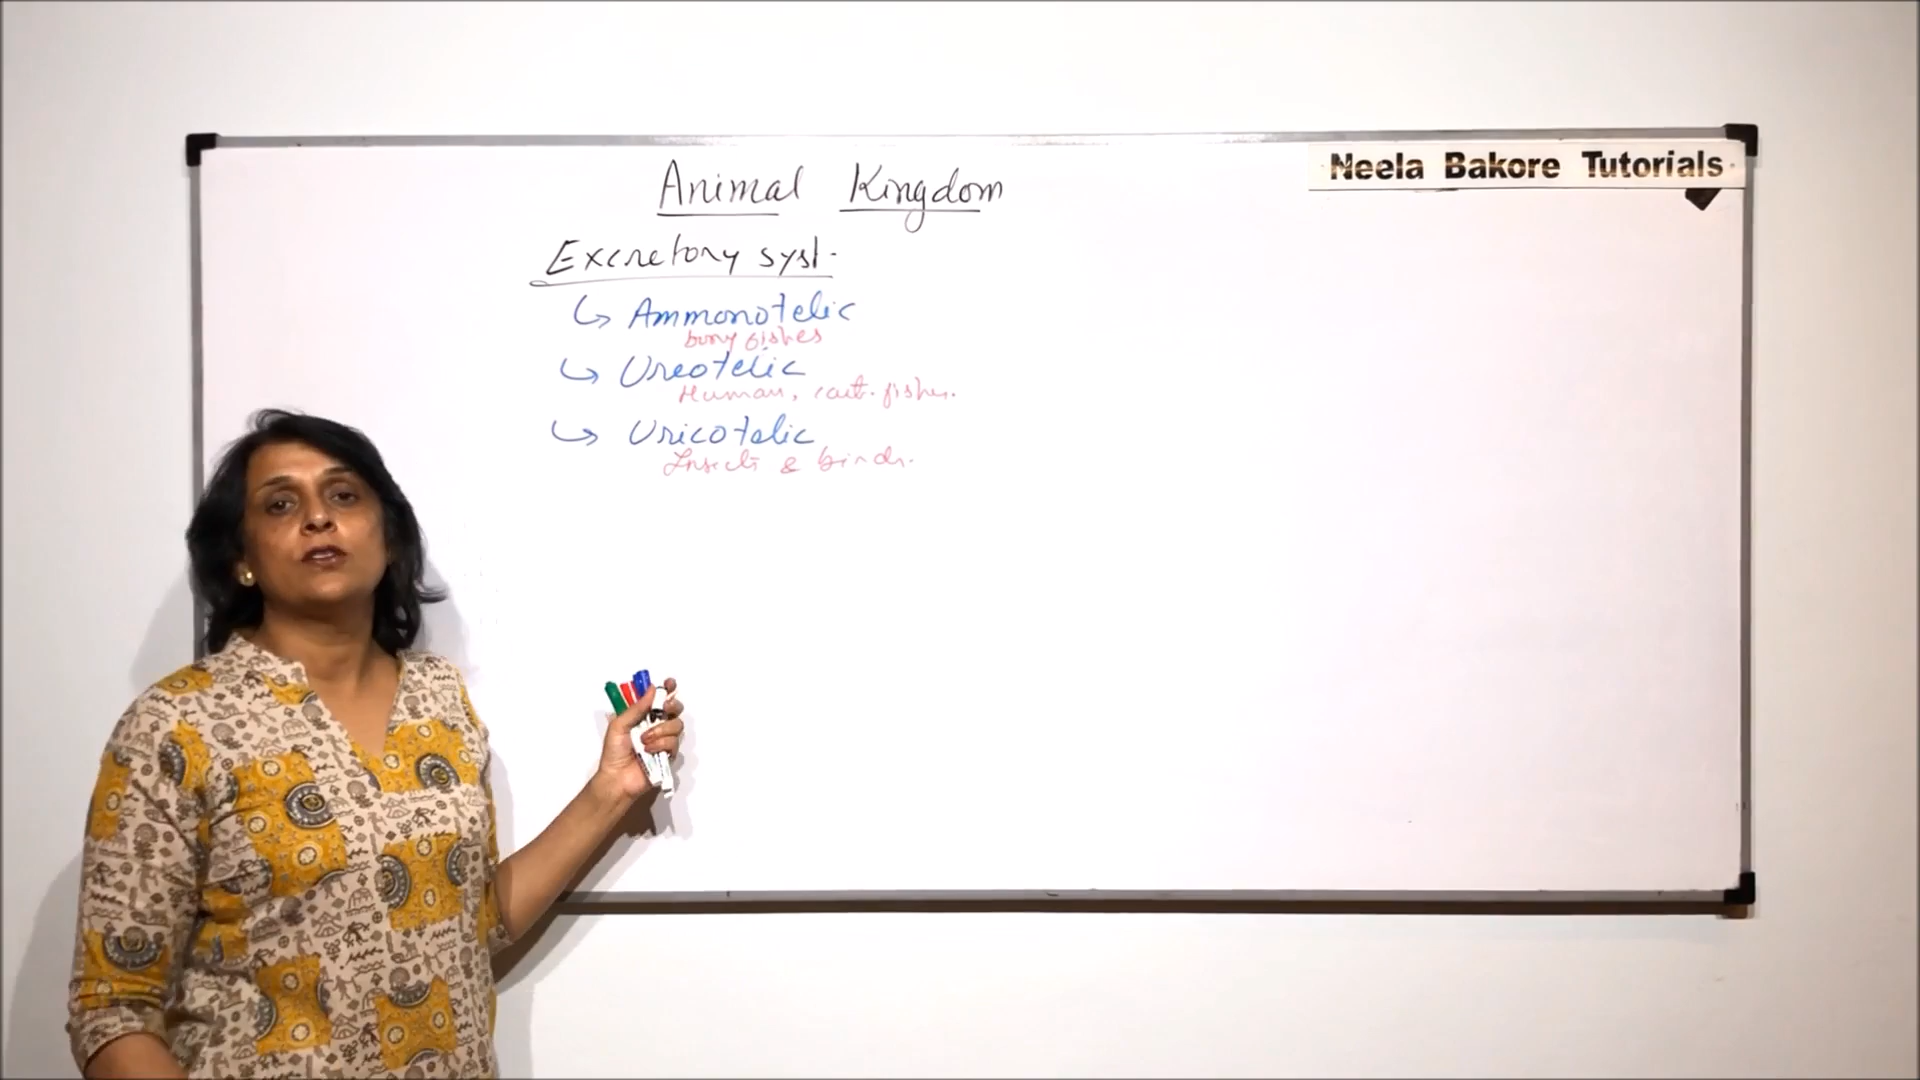 Neela Bakore Tutorials
Animal Kingdom
Excretory syst.
↳ Ammonotelic
bony fishes
↳ Ureotelic
Human, cart. fishes.
↳ Uricotelic
Insects & birds.